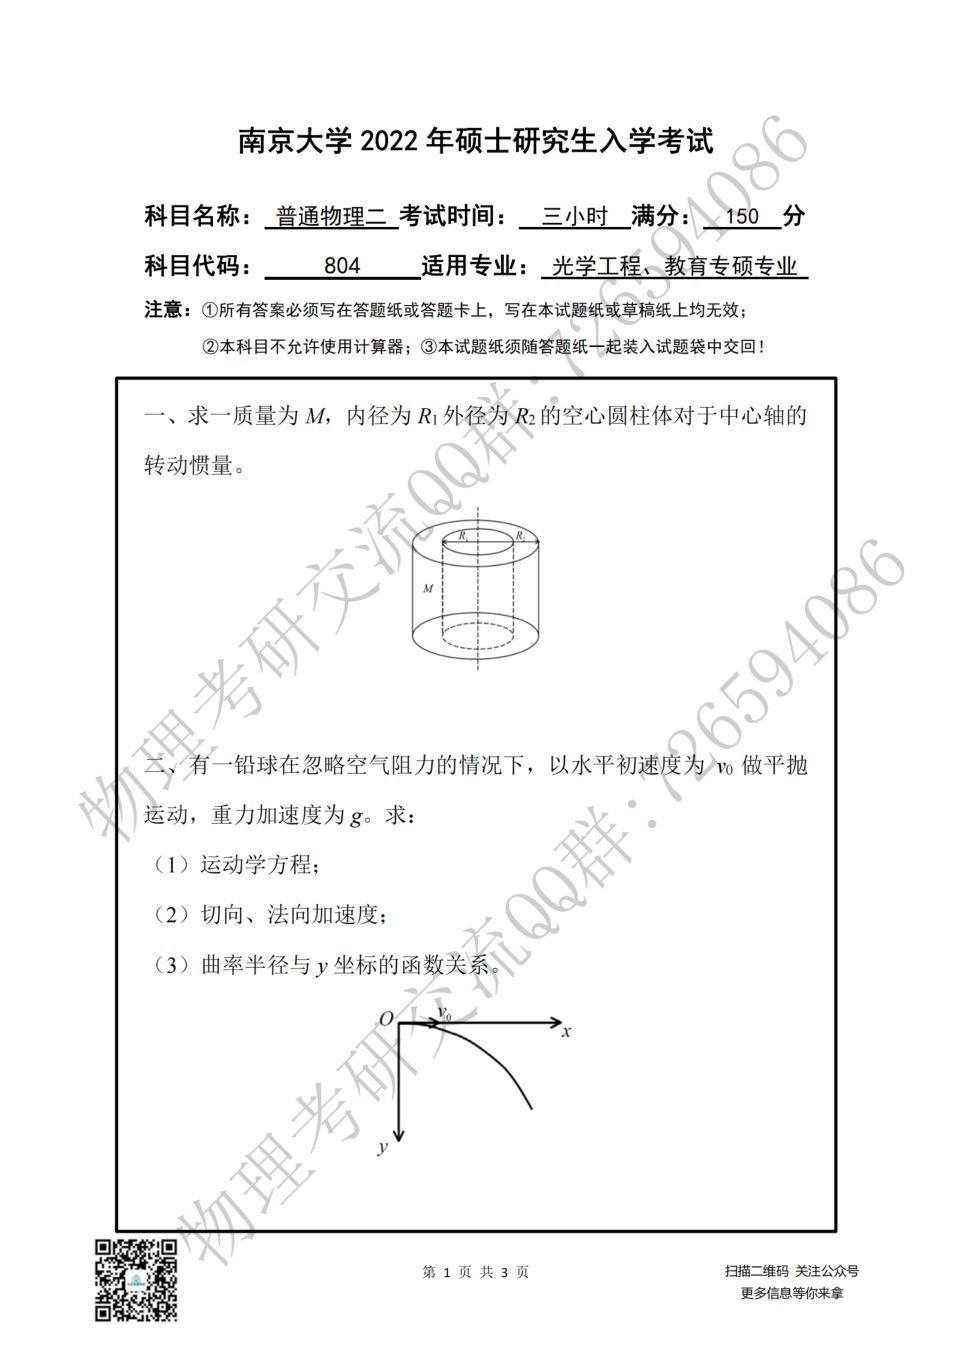 南京大学 2022 年硕士研究生入学考试
科目名称： 普通物理二 考试时间： 三小时 满分： 150 分
科目代码： 804 适用专业： 光学工程、教育专硕专业
注意：①所有答案必须写在答题纸或答题卡上，写在本试题纸或草稿纸上均无效；
②本科目不允许使用计算器；③本试题纸须随答题纸一起装入试题袋中交回！
一、求一质量为 M，内径为 R1 外径为 R2 的空心圆柱体对于中心轴的
转动惯量。
R1 R2
M
二、有一铅球在忽略空气阻力的情况下，以水平初速度为 v0 做平抛
运动，重力加速度为 g。求：
（1）运动学方程；
（2）切向、法向加速度；
（3）曲率半径与 y 坐标的函数关系。
O v0
x
y
物理考研交流QQ群：726594086
物理考研交流QQ群：726594086
第 1 页 共 3 页
扫描二维码 关注公众号
更多信息等你来拿